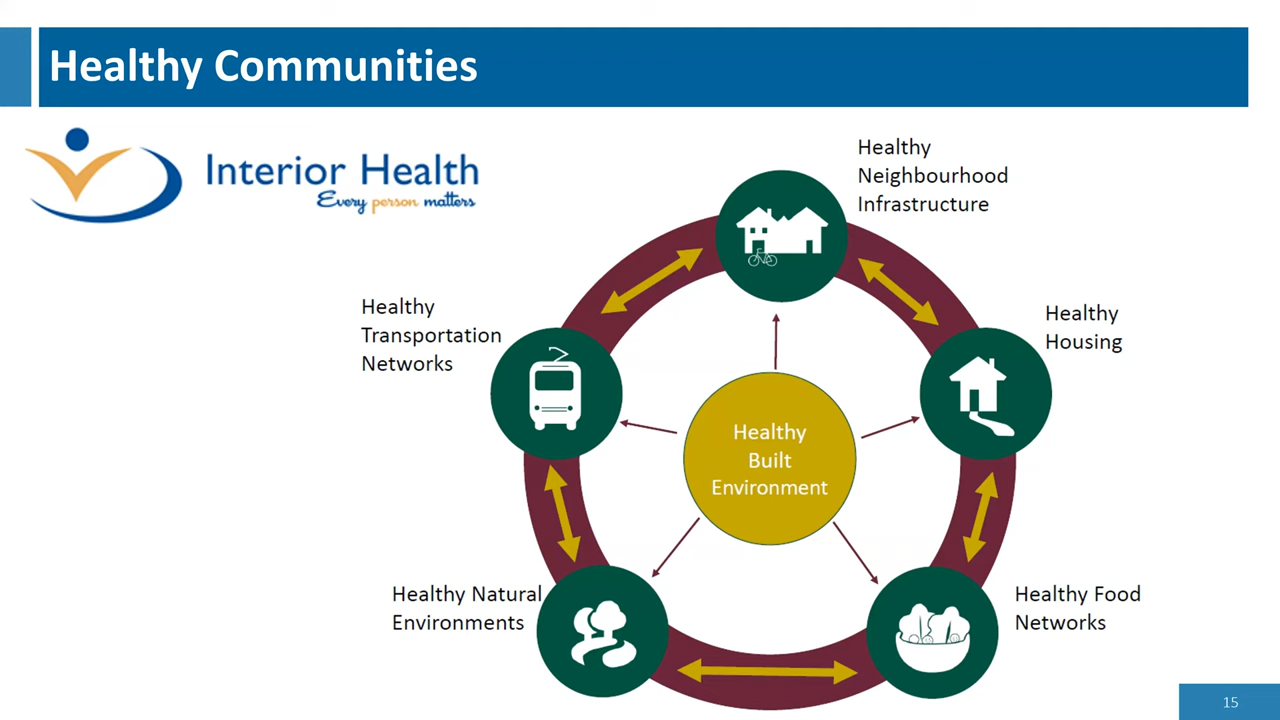 Healthy Communities
Interior Health
Every person matters
Healthy
Neighbourhood
Infrastructure
Healthy
Transportation
Networks
Healthy
Housing
Healthy
Built
Environment
Healthy Natural
Environments
Healthy Food
Networks
15